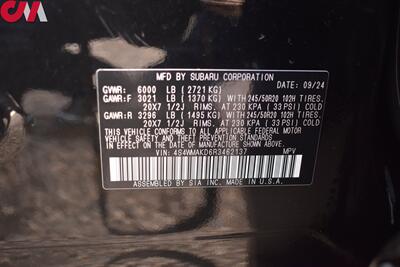 CM
MFD BY SUBARU CORPORATION DATE: 09/24
GVWR: 6000 LB (2721 KG)
GAWR:F 3021 LB (1370 KG) WITH 245/50R20 102H TIRES.
20X7 1/2J RIMS. AT 230 KPA (33 PSI) COLD
GAWR:R 3296 LB (1495 KG) WITH 245/50R20 102H TIRES.
20X7 1/2J RIMS. AT 230 KPA (33 PSI) COLD
THIS VEHICLE CONFORMS TO ALL APPLICABLE FEDERAL
MOTOR VEHICLE SAFETY STANDARDS IN EFFECT ON THE
DATE OF MANUFACTURE SHOWN ABOVE.
VIN: 4S4WMAKD6R3462137 MPV
ASSEMBLED BY SIA INC. MADE IN U.S.A.